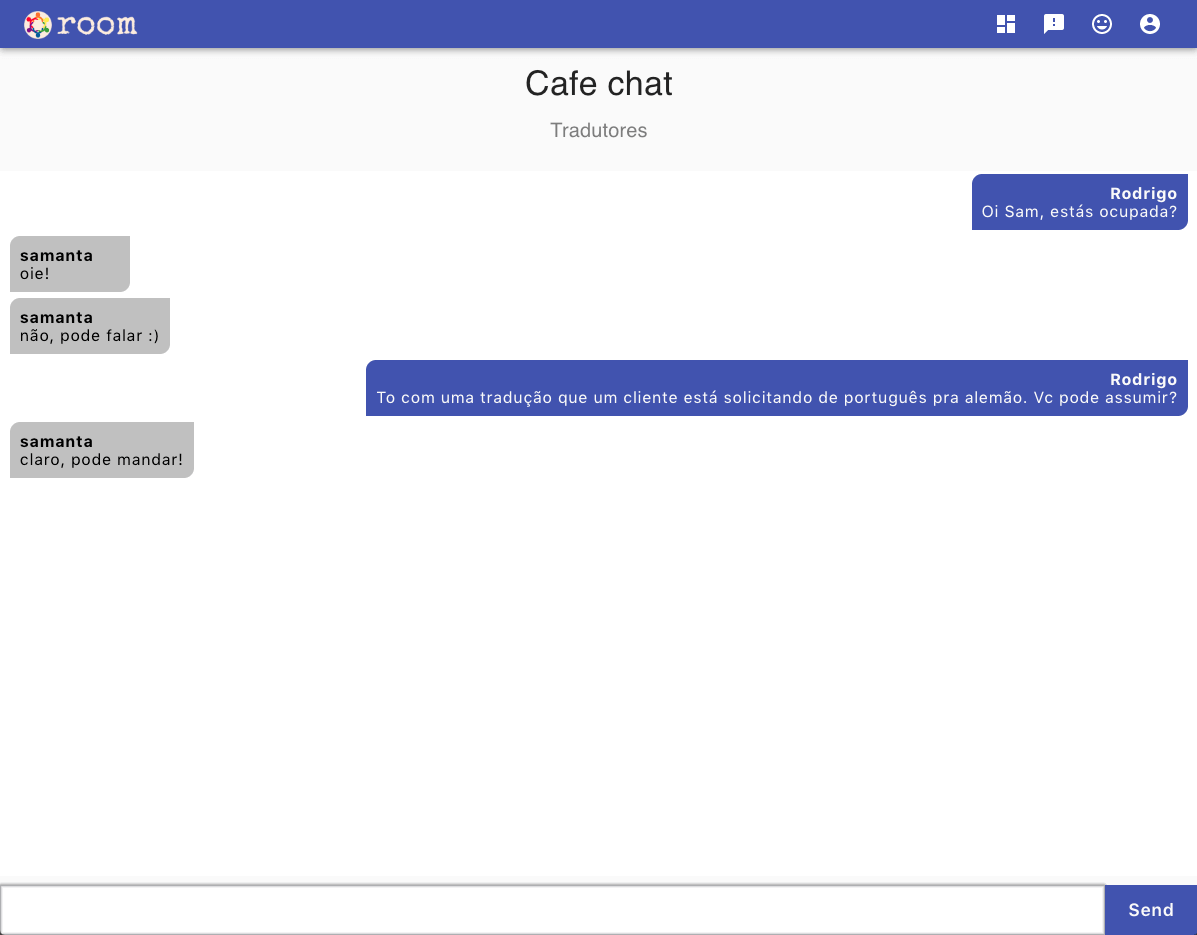 room
Cafe chat
Tradutores
Rodrigo
Oi Sam, estás ocupada?
samanta
oie!
samanta
não, pode falar :)
Rodrigo
To com uma tradução que um cliente está solicitando de português pra alemão. Vc pode assumir?
samanta
claro, pode mandar!
Send